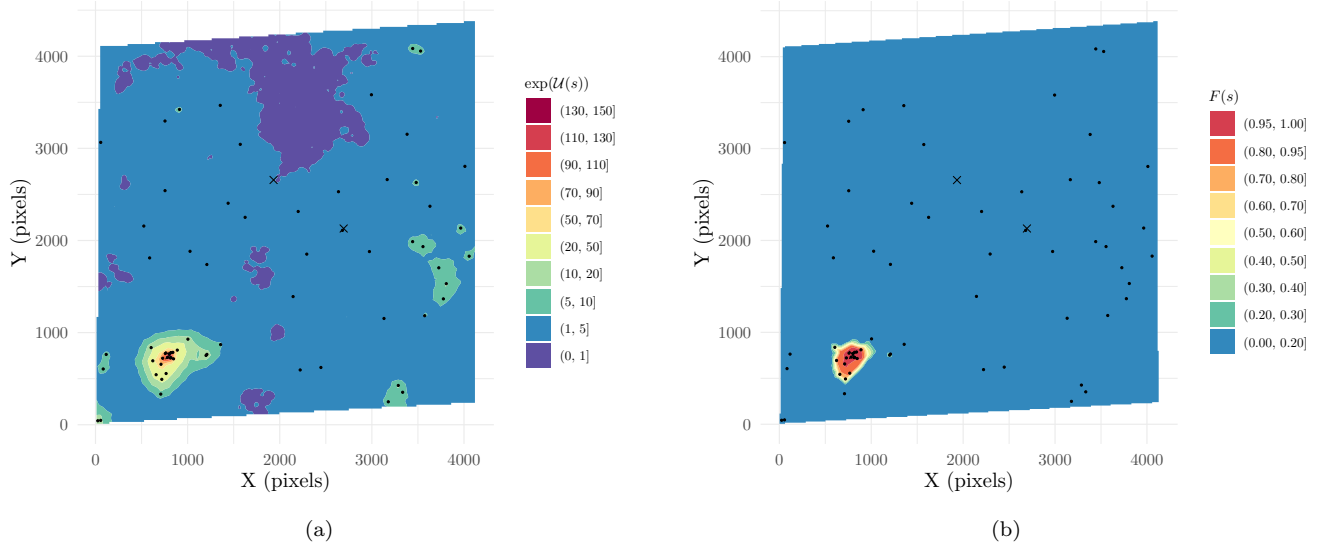 4000
3000
2000
1000
0
Y (pixels)
0 1000 2000 3000 4000
X (pixels)
exp(𝒰(s))
(130, 150]
(110, 130]
(90, 110]
(70, 90]
(50, 70]
(20, 50]
(10, 20]
(5, 10]
(1, 5]
(0, 1]
(a)
4000
3000
2000
1000
0
Y (pixels)
0 1000 2000 3000 4000
X (pixels)
F(s)
(0.95, 1.00]
(0.80, 0.95]
(0.70, 0.80]
(0.60, 0.70]
(0.50, 0.60]
(0.40, 0.50]
(0.30, 0.40]
(0.20, 0.30]
(0.00, 0.20]
(b)